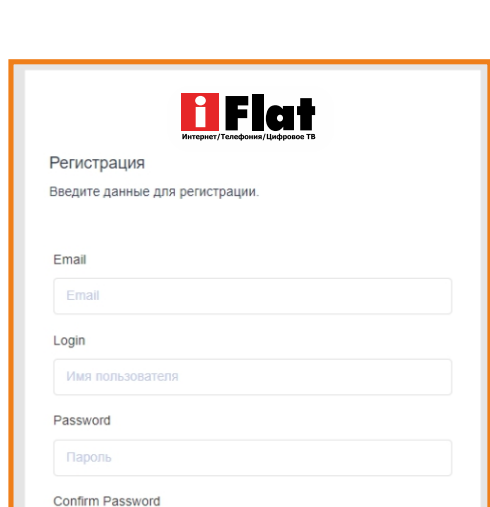 iFlat
Интернет/Телефония/Цифровое ТВ
Регистрация
Введите данные для регистрации.
Email
Email
Login
Имя пользователя
Password
Пароль
Confirm Password